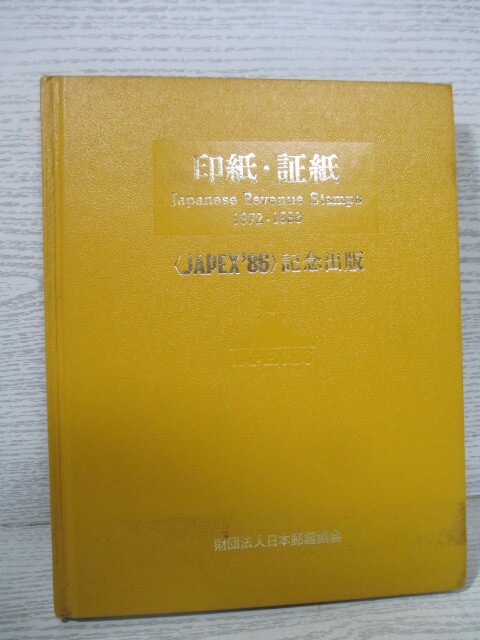 印紙・証紙
Japanese Revenue Stamps
〈JAPEX'86〉記念出版
財団法人日本郵趣協会